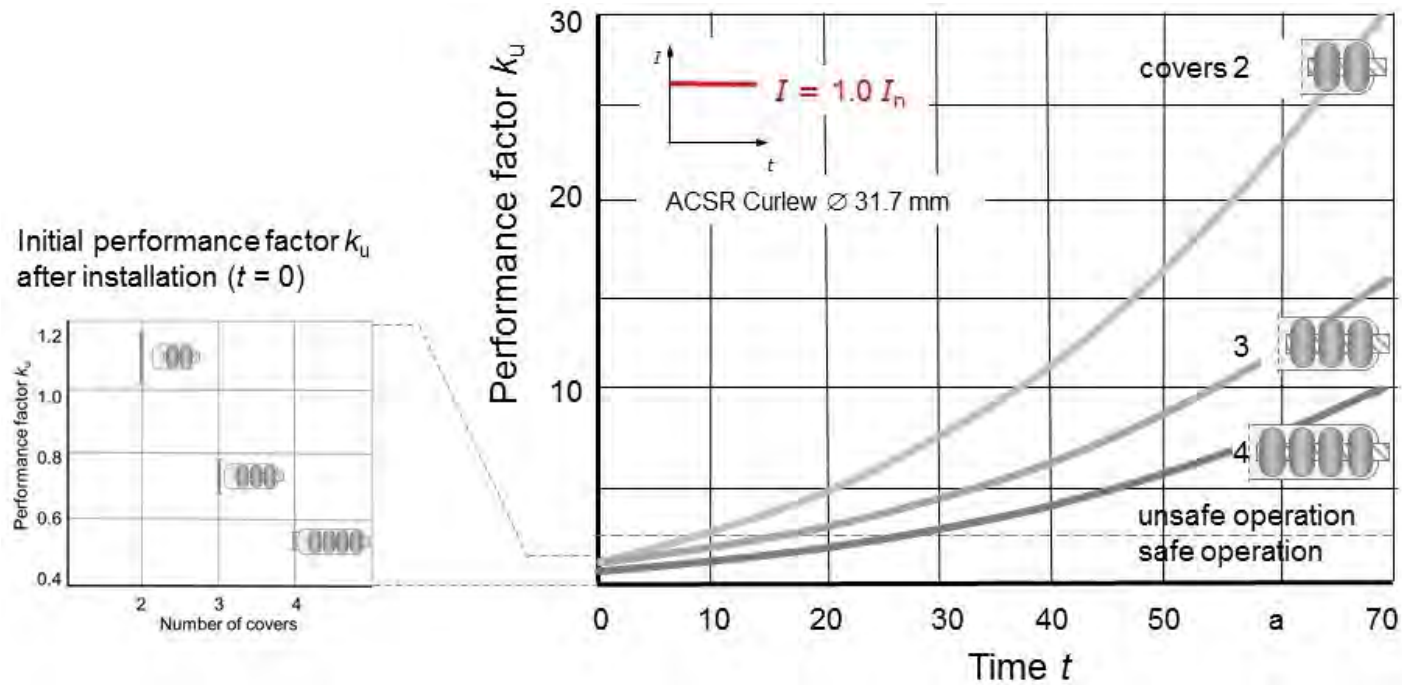 Initial performance factor k_u
after installation (t = 0)
Performance factor k_u
1.2
1.0
0.8
0.6
0.4
2 3 4
Number of covers
Performance factor k_u
30
20
10
I
I = 1.0 I_n
t
ACSR Curlew ∅ 31.7 mm
covers 2
3
4
unsafe operation
safe operation
0 10 20 30 40 50 a 70
Time t